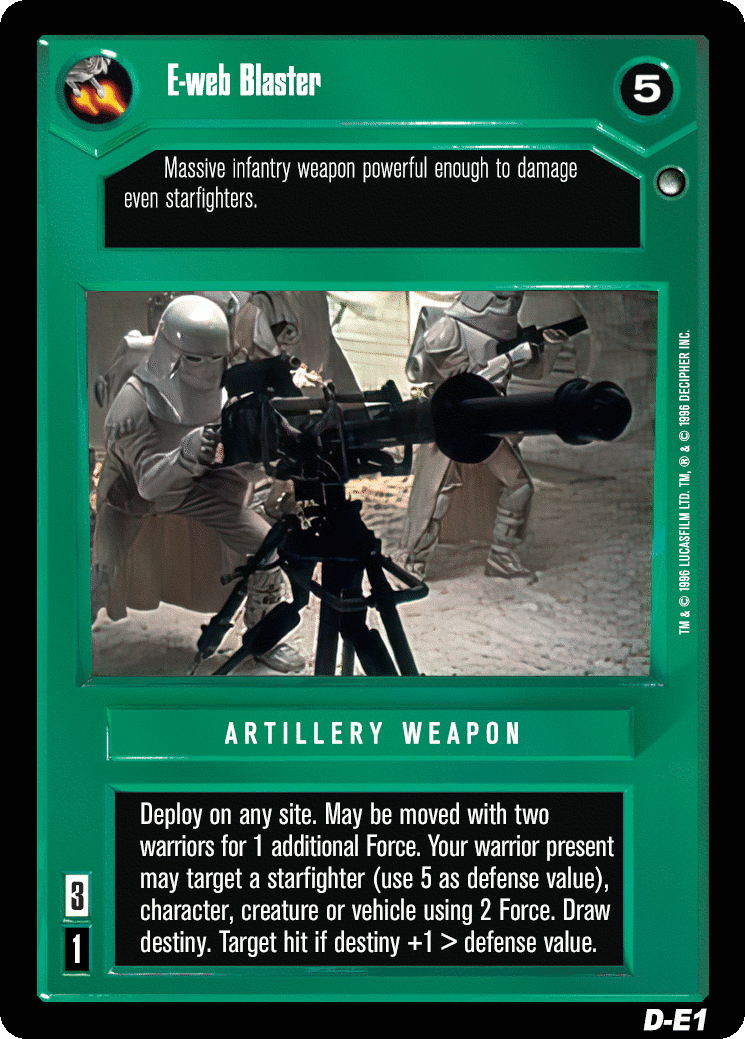 E-web Blaster
5
Massive infantry weapon powerful enough to damage
even starfighters.
TM & © 1996 LUCASFILM LTD. TM, ® & © 1996 DECIPHER INC.
ARTILLERY WEAPON
Deploy on any site. May be moved with two
warriors for 1 additional Force. Your warrior present
may target a starfighter (use 5 as defense value),
character, creature or vehicle using 2 Force. Draw
destiny. Target hit if destiny +1 > defense value.
3
1
D-E1